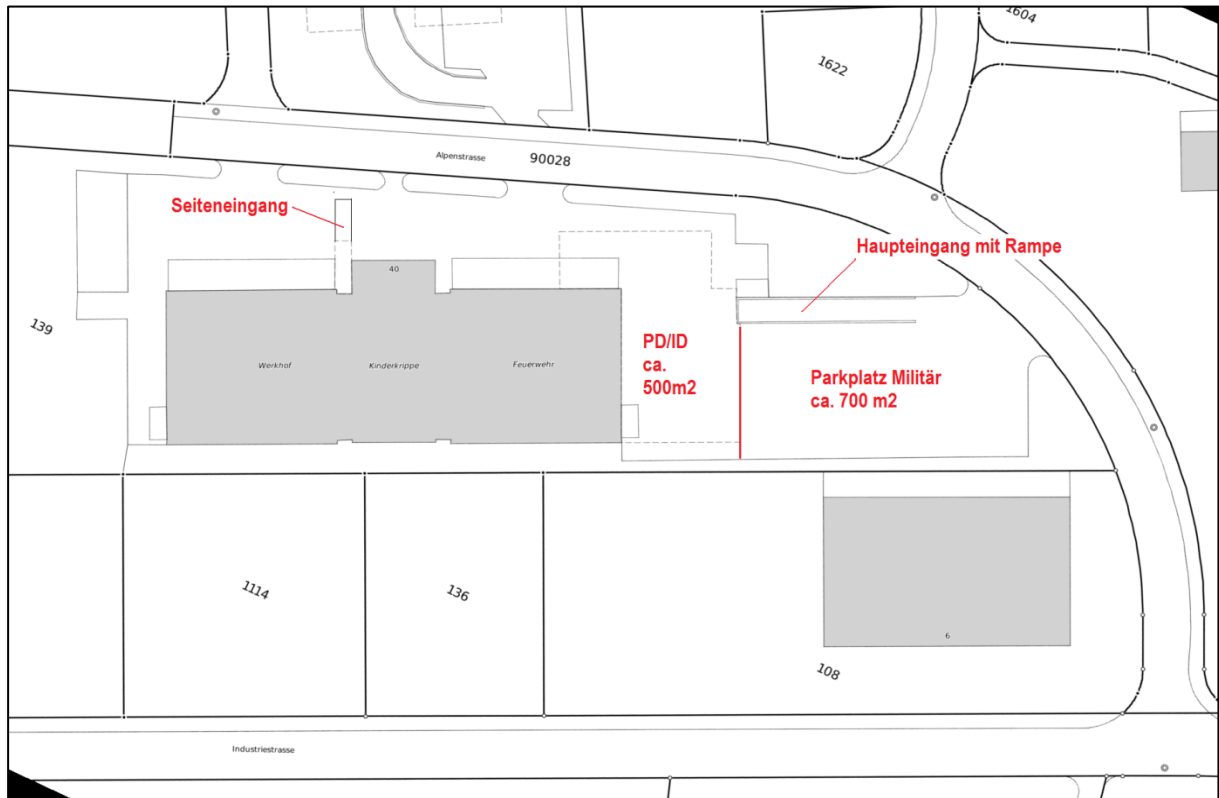 1604
1622
Alpenstrasse
90028
Seiteneingang
Haupteingang mit Rampe
40
139
Werkhof
Kinderkrippe
Feuerwehr
PD/ID
ca.
500m2
Parkplatz Militär
ca. 700 m2
1114
136
6
108
Industriestrasse